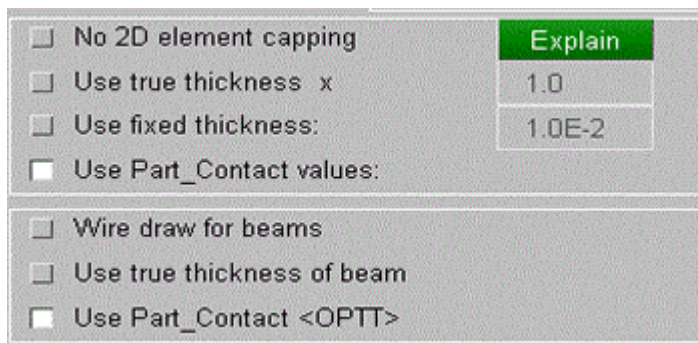 No 2D element capping Explain
Use true thickness x 1.0
Use fixed thickness: 1.0E-2
Use Part_Contact values:
Wire draw for beams
Use true thickness of beam
Use Part_Contact <OPTT>